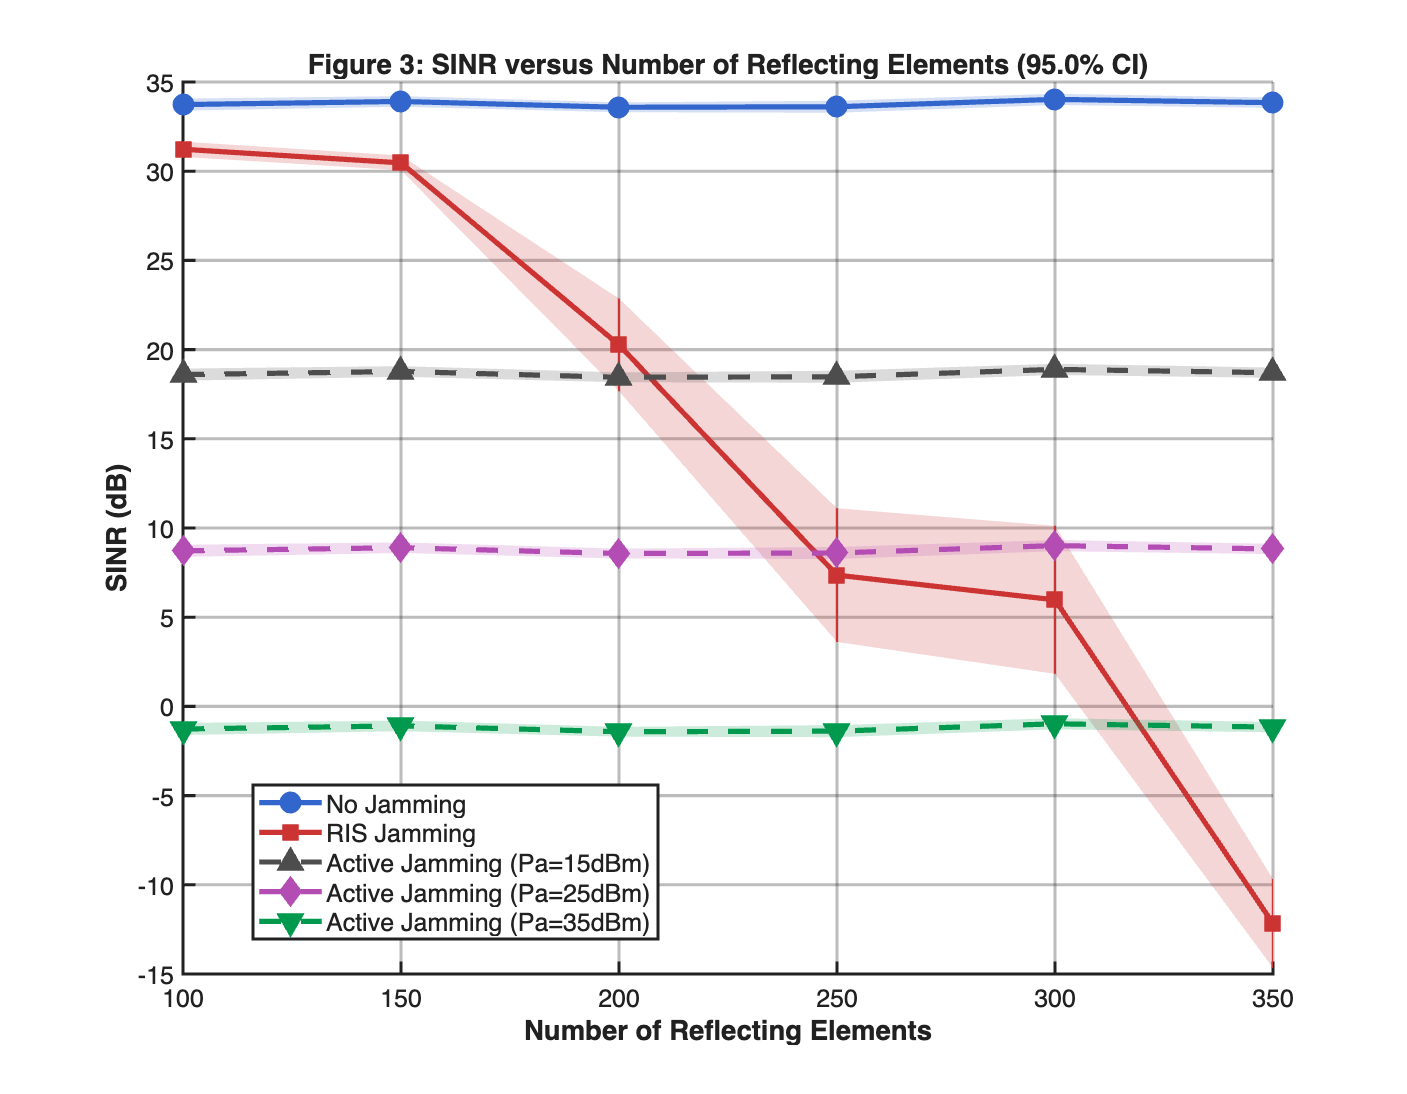 Figure 3: SINR versus Number of Reflecting Elements (95.0% CI)
35
30
25
20
15
10
5
0
-5
-10
-15
SINR (dB)
No Jamming
RIS Jamming
Active Jamming (Pa=15dBm)
Active Jamming (Pa=25dBm)
Active Jamming (Pa=35dBm)
100 150 200 250 300 350
Number of Reflecting Elements